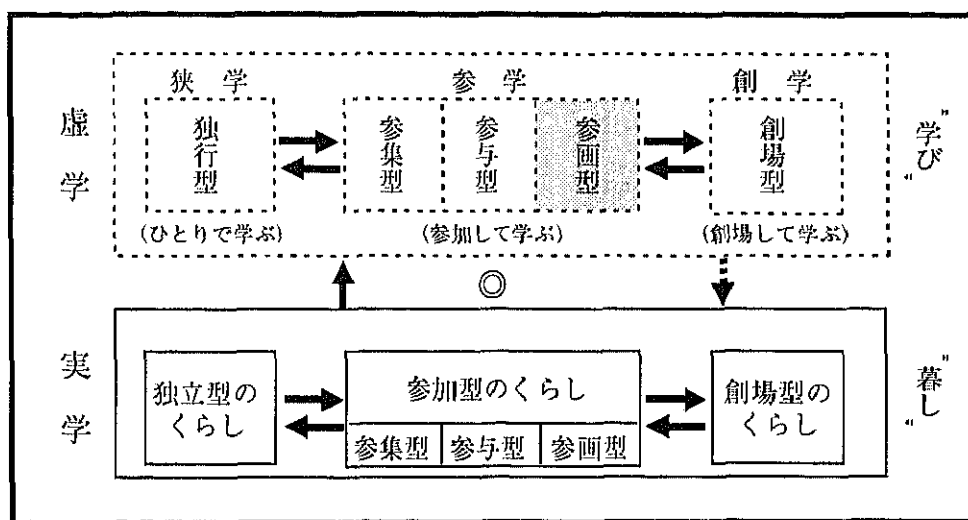 狭 学
参 学
創 学
虚 学
独行型
参集型
参与型
参画型
創場型
"学び"
(ひとりで学ぶ)
(参加して学ぶ)
(創場して学ぶ)
◎
実 学
独立型の
くらし
参加型のくらし
参集型
参与型
参画型
創場型の
くらし
"暮し"